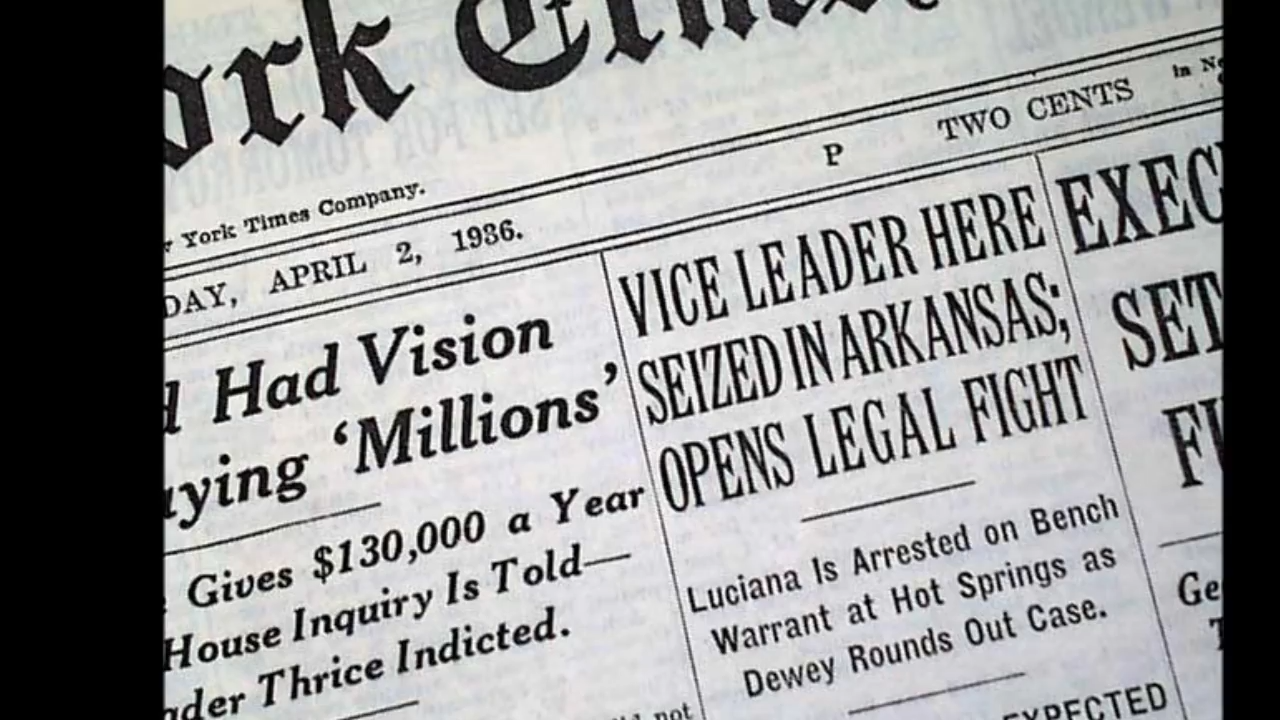 ork Times
York Times Company.
P TWO CENTS in
DAY, APRIL 2, 1936.
Had Vision
'Millions'
Gives $130,000 a Year
House Inquiry Is Told—
Thrice Indicted.
VICE LEADER HERE
SEIZED IN ARKANSAS;
OPENS LEGAL FIGHT
Luciana Is Arrested on Bench
Warrant at Hot Springs as
Dewey Rounds Out Case.
EXPECTED
not
EXEC
SET